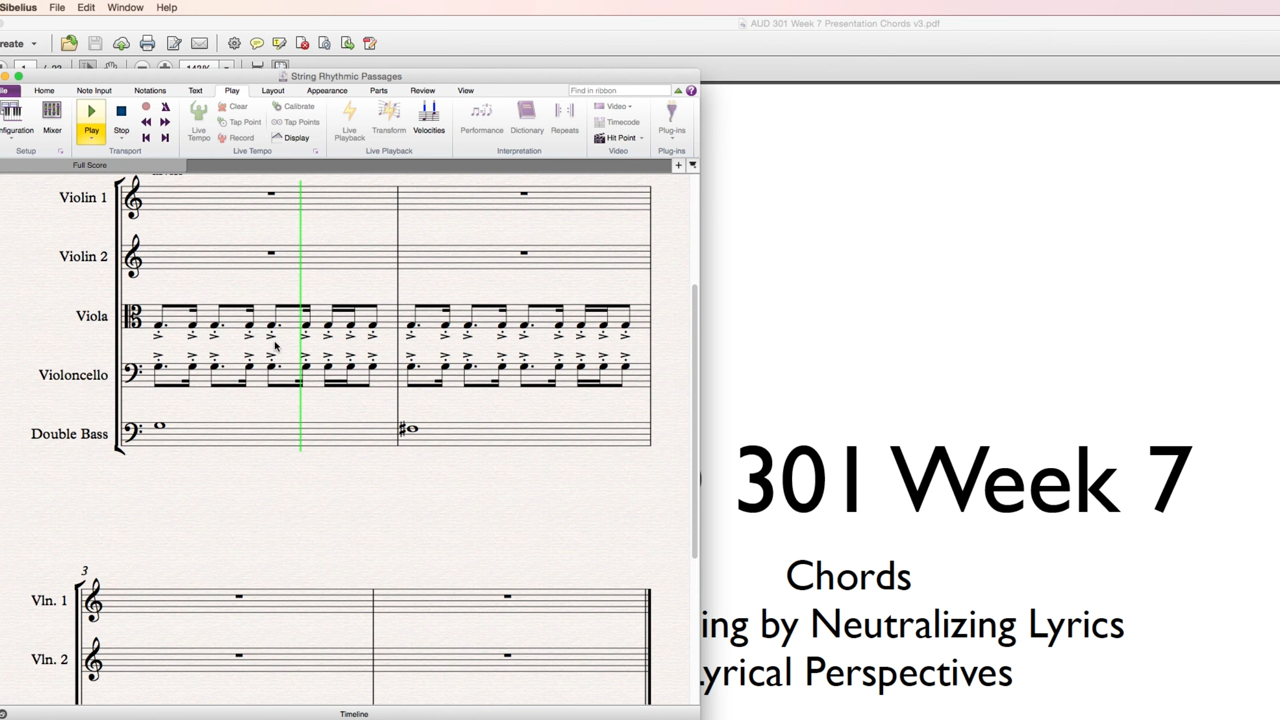 Sibelius File Edit Window Help
AUD 301 Week 7 Presentation Chords v3.pdf
reate
String Rhythmic Passages
Home Note Input Notations Text Play Layout Appearance Parts Review View Find in ribbon
nfiguration Mixer Play Stop Live Tempo Clear Tap Point Record Calibrate Tap Points Display Live Playback Transform Velocities Performance Dictionary Repeats Video Timecode Hit Point Plug-ins
Setup Transport Live Tempo Live Playback Interpretation Video Plug-ins
Full Score
Violin 1
Violin 2
Viola
Violoncello
Double Bass
3
Vln. 1
Vln. 2
Timeline
301 Week 7
Chords
ing by Neutralizing Lyrics
yrical Perspectives